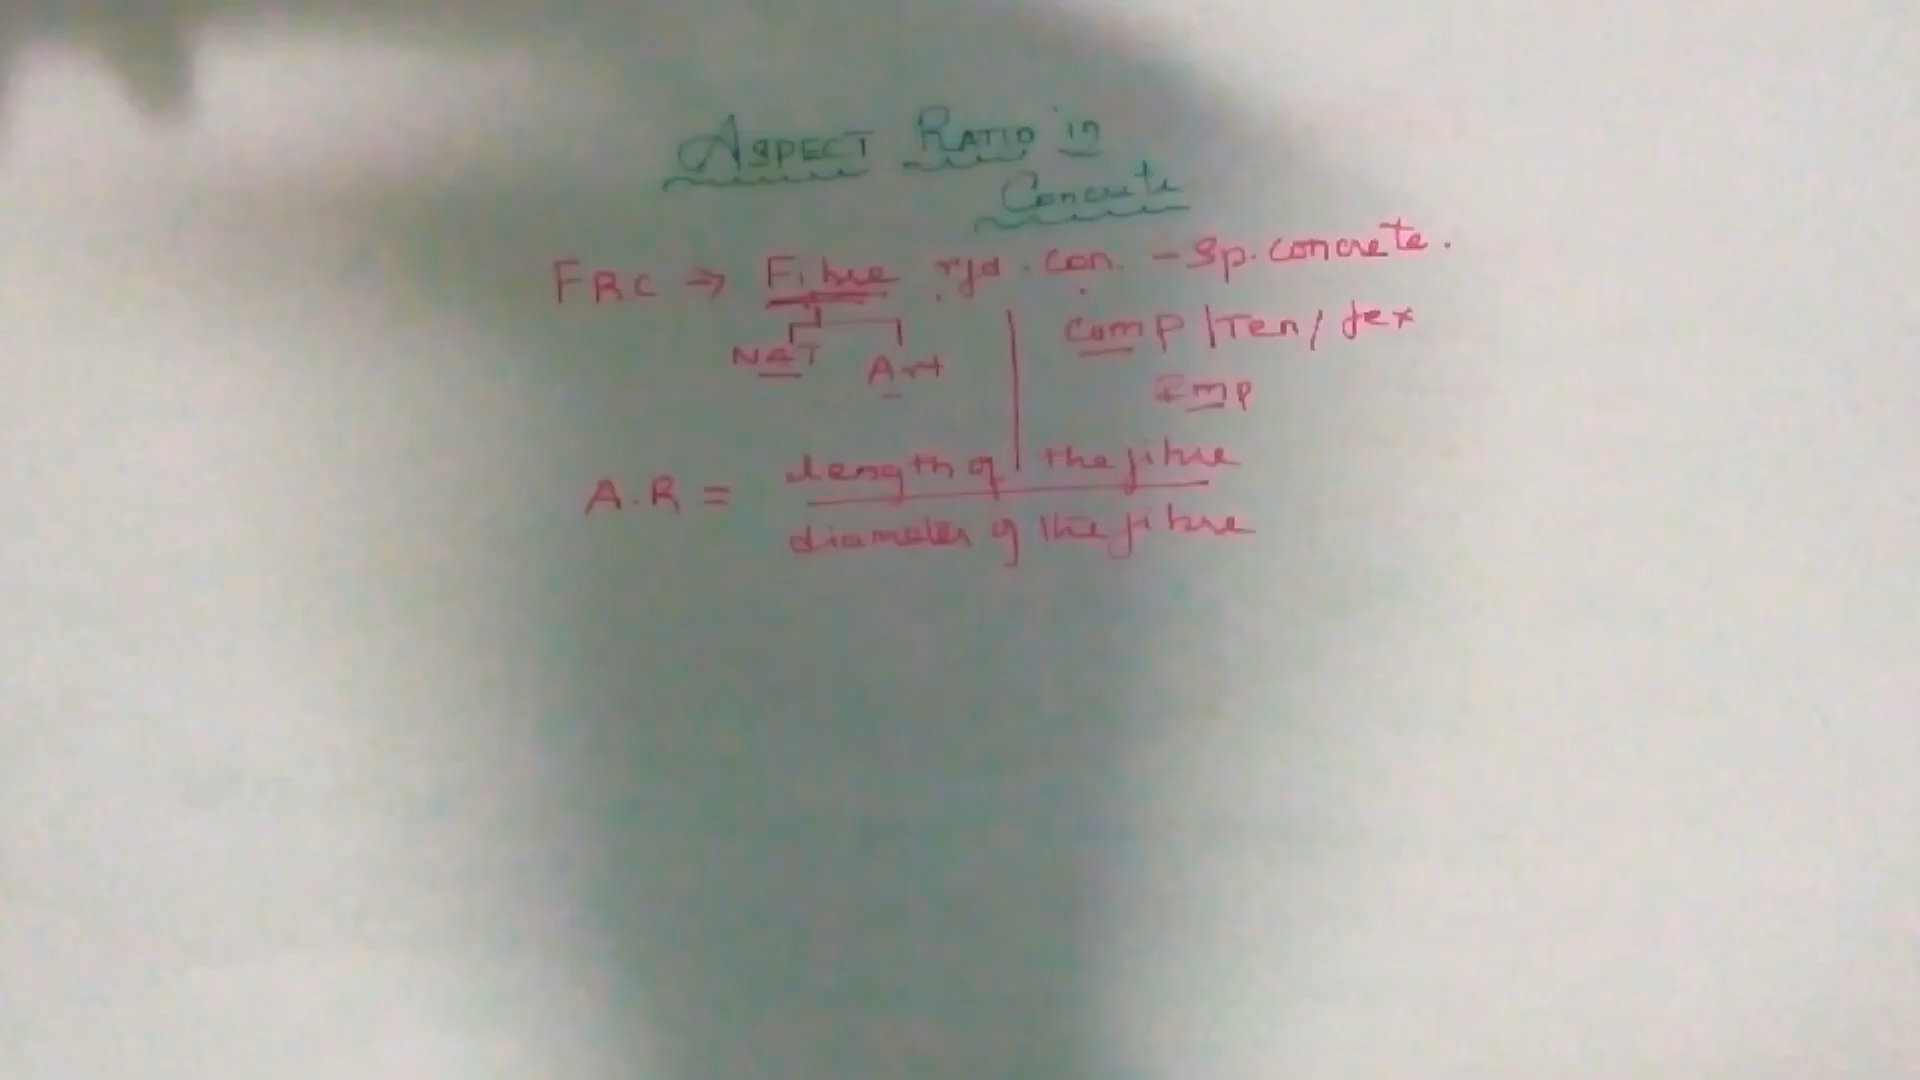 ASPECT RATIO in
Concrete
FRC ⇒ Fibre rfd. con. - Sp. concrete.
NAT Art
Comp / Ten / flex
Imp
A.R = length of the fibre
diameter of the fibre